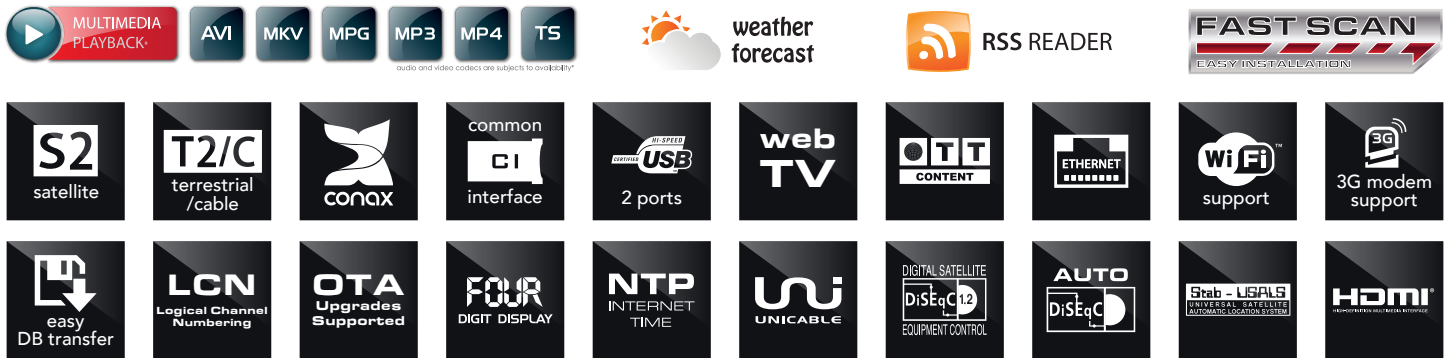 MULTIMEDIA
PLAYBACK*
AVI
MKV
MPG
MP3
MP4
TS
audio and video codecs are subjects to availability*
weather
forecast
RSS READER
FAST SCAN
EASY INSTALLATION
S2
satellite
T2/C
terrestrial
/cable
conax
common
CI
interface
HI-SPEED
CERTIFIED USB
2 ports
web
TV
OTT
CONTENT
ETHERNET
Wi Fi™
support
3G
3G modem
support
easy
DB transfer
LCN
Logical Channel
Numbering
OTA
Upgrades
Supported
FOUR
DIGIT DISPLAY
NTP
INTERNET
TIME
Uni
UNICABLE
DIGITAL SATELLITE
DiSEqC 1.2
EQUIPMENT CONTROL
AUTO
DiSEqC
Stab - USALS
UNIVERSAL SATELLITE
AUTOMATIC LOCATION SYSTEM
HDMI®
HIGH-DEFINITION MULTIMEDIA INTERFACE